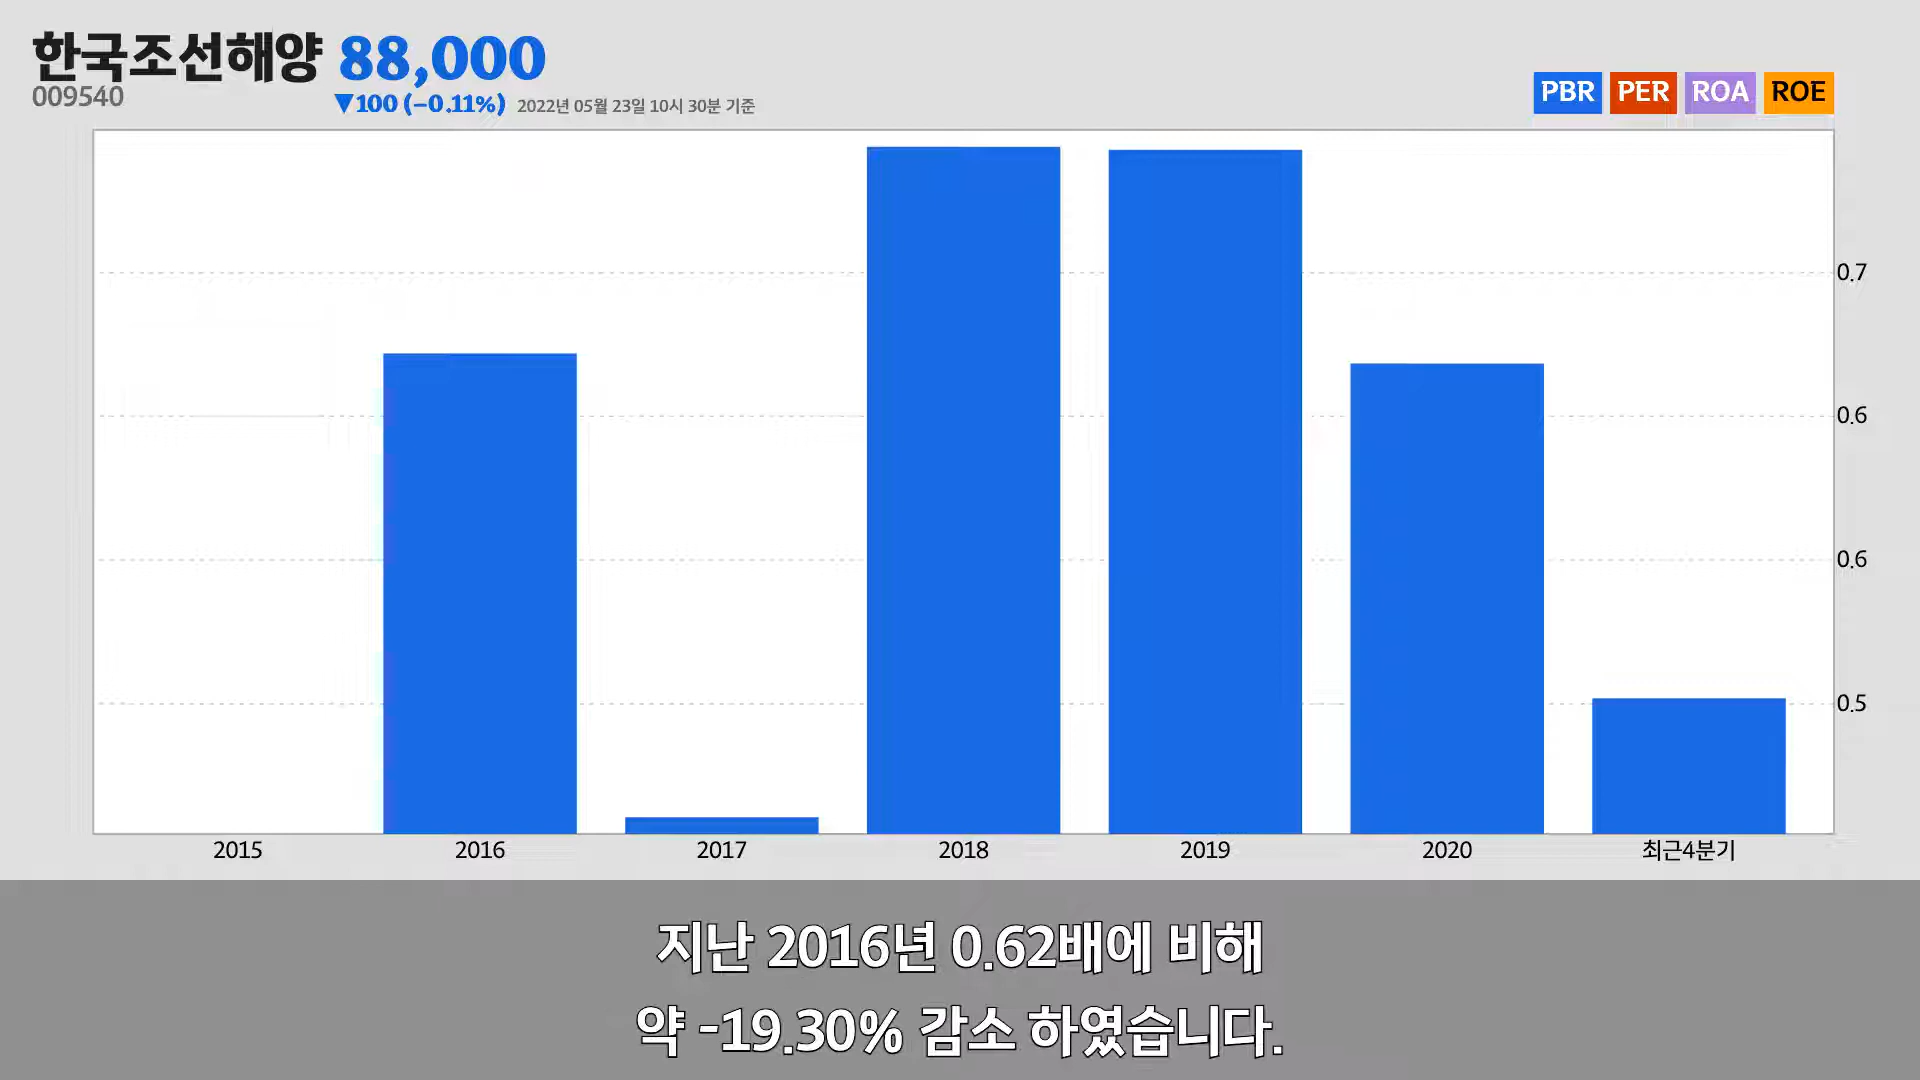 한국조선해양 88,000
009540
▼100 (−0.11%) 2022년 05월 23일 10시 30분 기준
PBR PER ROA ROE
0.7
0.6
0.6
0.5
2015 2016 2017 2018 2019 2020 최근4분기
지난 2016년 0.62배에 비해
약 -19.30% 감소 하였습니다.